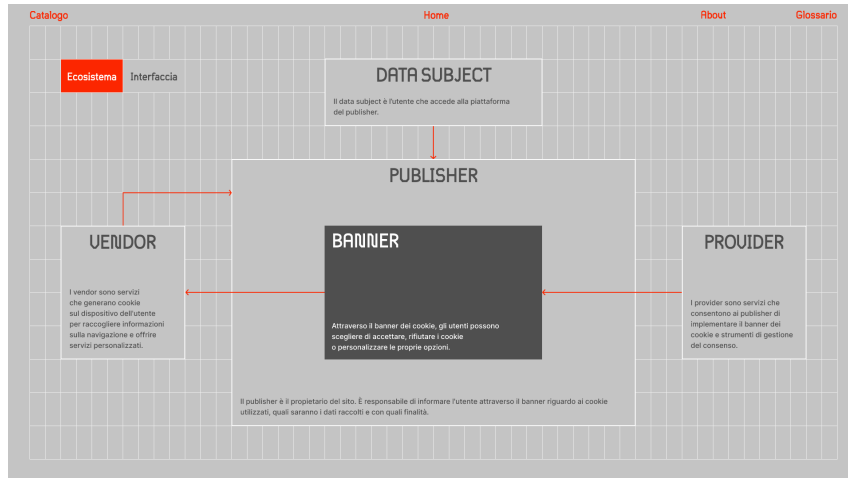 Catalogo
Home
About
Glossario
Ecosistema
Interfaccia
DATA SUBJECT
Il data subject è l'utente che accede alla piattaforma
del publisher.
PUBLISHER
VENDOR
I vendor sono servizi
che generano cookie
sul dispositivo dell'utente
per raccogliere informazioni
sulla navigazione e offrire
servizi personalizzati.
BANNER
Attraverso il banner dei cookie, gli utenti possono
scegliere di accettare, rifiutare i cookie
o personalizzare le proprie opzioni.
PROVIDER
I provider sono servizi che
consentono ai publisher di
implementare il banner dei
cookie e strumenti di gestione
del consenso.
Il publisher è il propietario del sito. È responsabile di informare l'utente attraverso il banner riguardo ai cookie
utilizzati, quali saranno i dati raccolti e con quali finalità.